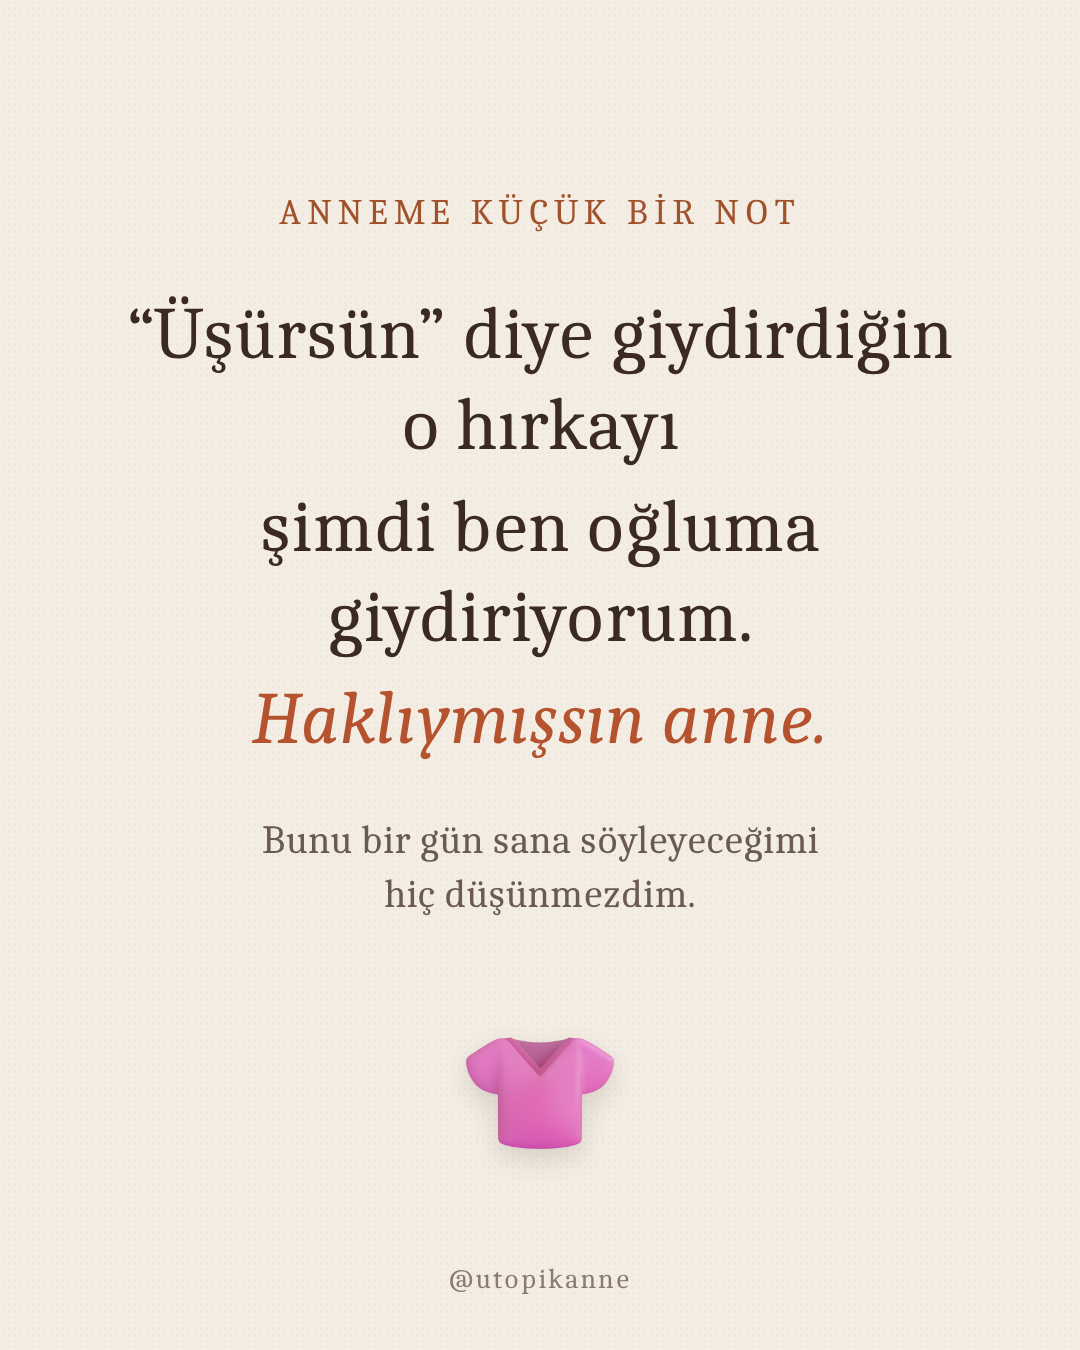 ANNEME KÜÇÜK BİR NOT
“Üşürsün” diye giydirdiğin
o hırkayı
şimdi ben oğluma
giydiriyorum.
Haklıymışsın anne.
Bunu bir gün sana söyleyeceğimi
hiç düşünmezdim.
@utopikanne